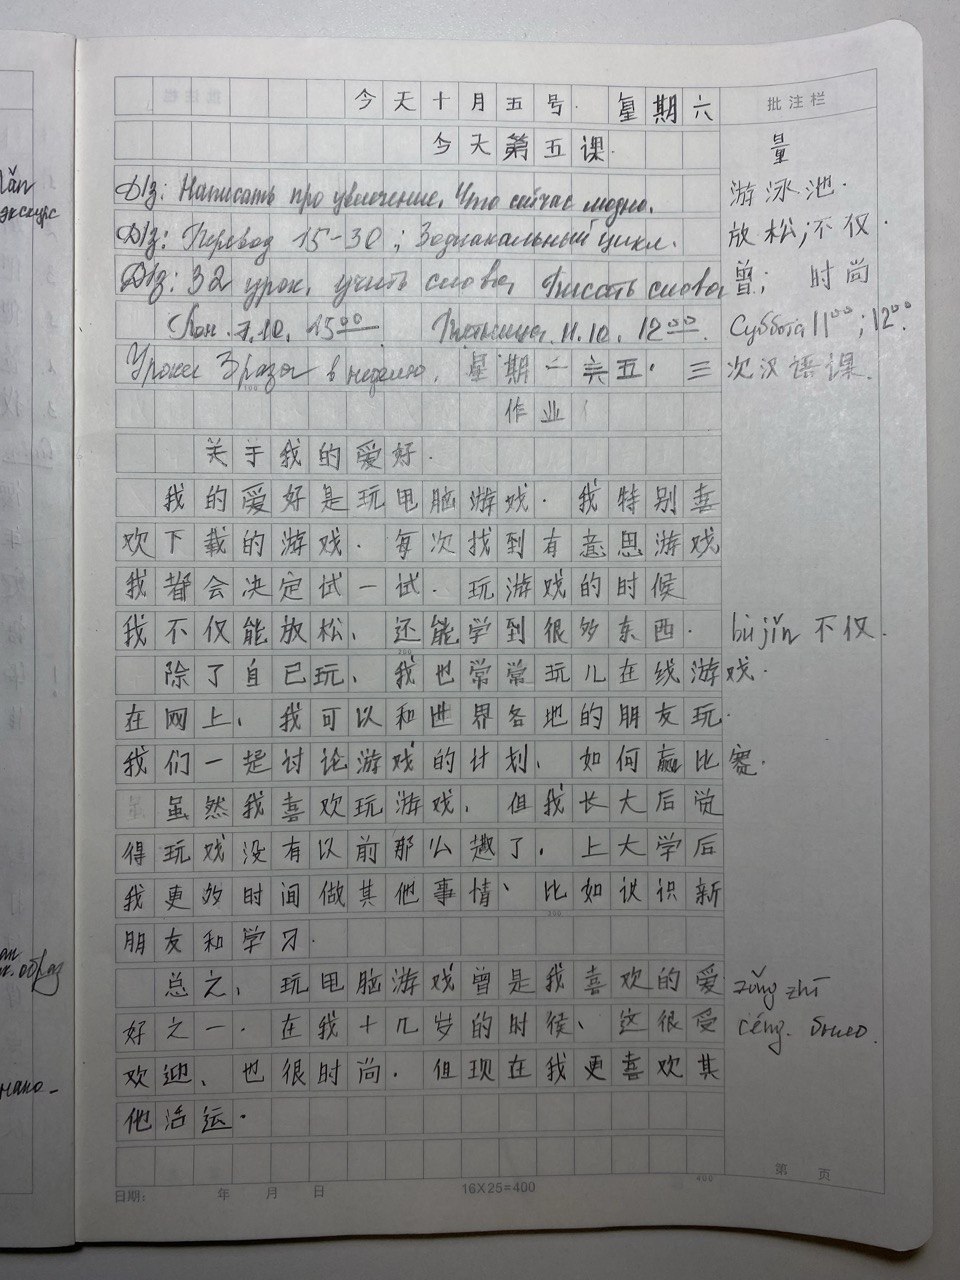 今天十月五号. 星期六
批注栏
今天第五课.
量
Д/з: Написать про увлечение. Что сейчас модно.
游泳池.
Д/з: Перевод 15-30; Зодиакальный цикл.
放松; 不仅.
Д/з: 32 урок, учить слова, Писать слова
曾; 时尚
Пон. 7.10. 15⁰⁰ Пятница. 11.10. 12⁰⁰.
Суббота 11⁰⁰; 12⁰⁰.
Уроки 3 раза в неделю. 星期一 五. 三次汉语课.
作业
关于我的爱好.
我的爱好是玩电脑游戏. 我特别喜
欢下载的游戏. 每次找到有意思游戏
我都会决定试一试. 玩游戏的时候
我不仅能放松、还能学到很多东西.
bùjǐn 不仅.
除了自己玩、我也常常玩儿在线游戏.
在网上、我可以和世界各地的朋友玩.
我们一起讨论游戏的计划、如何赢比赛.
虽然我喜欢玩游戏、但我长大后觉
得玩戏没有以前那么趣了. 上大学后
我更多时间做其他事情、比如认识新
朋友和学习.
总之、玩电脑游戏曾是我喜欢的爱
zǒng zhī
好之一. 在我十几岁的时候、这很受
céng. было.
欢迎、也很时尚. 但现在我更喜欢其
他活运.
日期: 年 月 日
16X25=400
第 页
экскурс